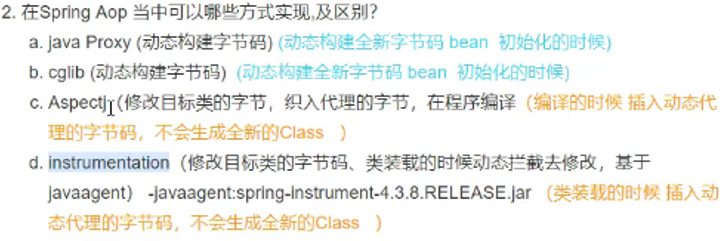 2. 在Spring Aop 当中可以哪些方式实现,及区别?
a. java Proxy (动态构建字节码) (动态构建全新字节码 bean 初始化的时候)
b. cglib (动态构建字节码) (动态构建全新字节码 bean 初始化的时候)
c. Aspectj (修改目标类的字节，织入代理的字节，在程序编译 （编译的时候 插入动态代
理的字节码，不会生成全新的Class ）
d. instrumentation（修改目标类的字节码、类装载的时候动态拦截去修改，基于
javaagent） -javaagent:spring-instrument-4.3.8.RELEASE.jar （类装载的时候 插入动
态代理的字节码，不会生成全新的Class ）